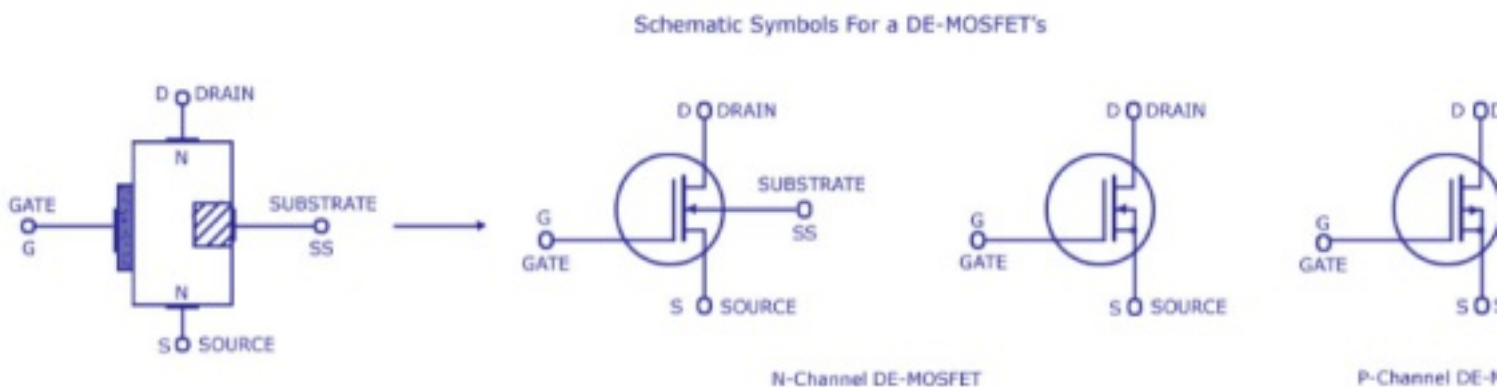 Schematic Symbols For a DE-MOSFET's
D DRAIN
N
GATE
G
SUBSTRATE
SS
N
S SOURCE
D DRAIN
SUBSTRATE
SS
G
GATE
S SOURCE
D DRAIN
G
GATE
S SOURCE
N-Channel DE-MOSFET
D
G
GATE
S
P-Channel DE-